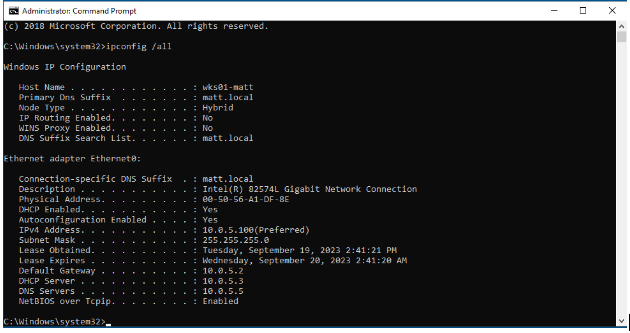 Administrator: Command Prompt
(c) 2018 Microsoft Corporation. All rights reserved.
C:\Windows\system32>ipconfig /all
Windows IP Configuration
Host Name . . . . . . . . . . . . : wks01-matt
Primary Dns Suffix . . . . . . . : matt.local
Node Type . . . . . . . . . . . . : Hybrid
IP Routing Enabled. . . . . . . . : No
WINS Proxy Enabled. . . . . . . . : No
DNS Suffix Search List. . . . . . : matt.local
Ethernet adapter Ethernet0:
Connection-specific DNS Suffix . : matt.local
Description . . . . . . . . . . . : Intel(R) 82574L Gigabit Network Connection
Physical Address. . . . . . . . . : 00-50-56-A1-DF-8E
DHCP Enabled. . . . . . . . . . . : Yes
Autoconfiguration Enabled . . . . : Yes
IPv4 Address. . . . . . . . . . . : 10.0.5.100(Preferred)
Subnet Mask . . . . . . . . . . . : 255.255.255.0
Lease Obtained. . . . . . . . . . : Tuesday, September 19, 2023 2:41:21 PM
Lease Expires . . . . . . . . . . : Wednesday, September 20, 2023 2:41:20 AM
Default Gateway . . . . . . . . . : 10.0.5.2
DHCP Server . . . . . . . . . . . : 10.0.5.3
DNS Servers . . . . . . . . . . . : 10.0.5.5
NetBIOS over Tcpip. . . . . . . . : Enabled
C:\Windows\system32>